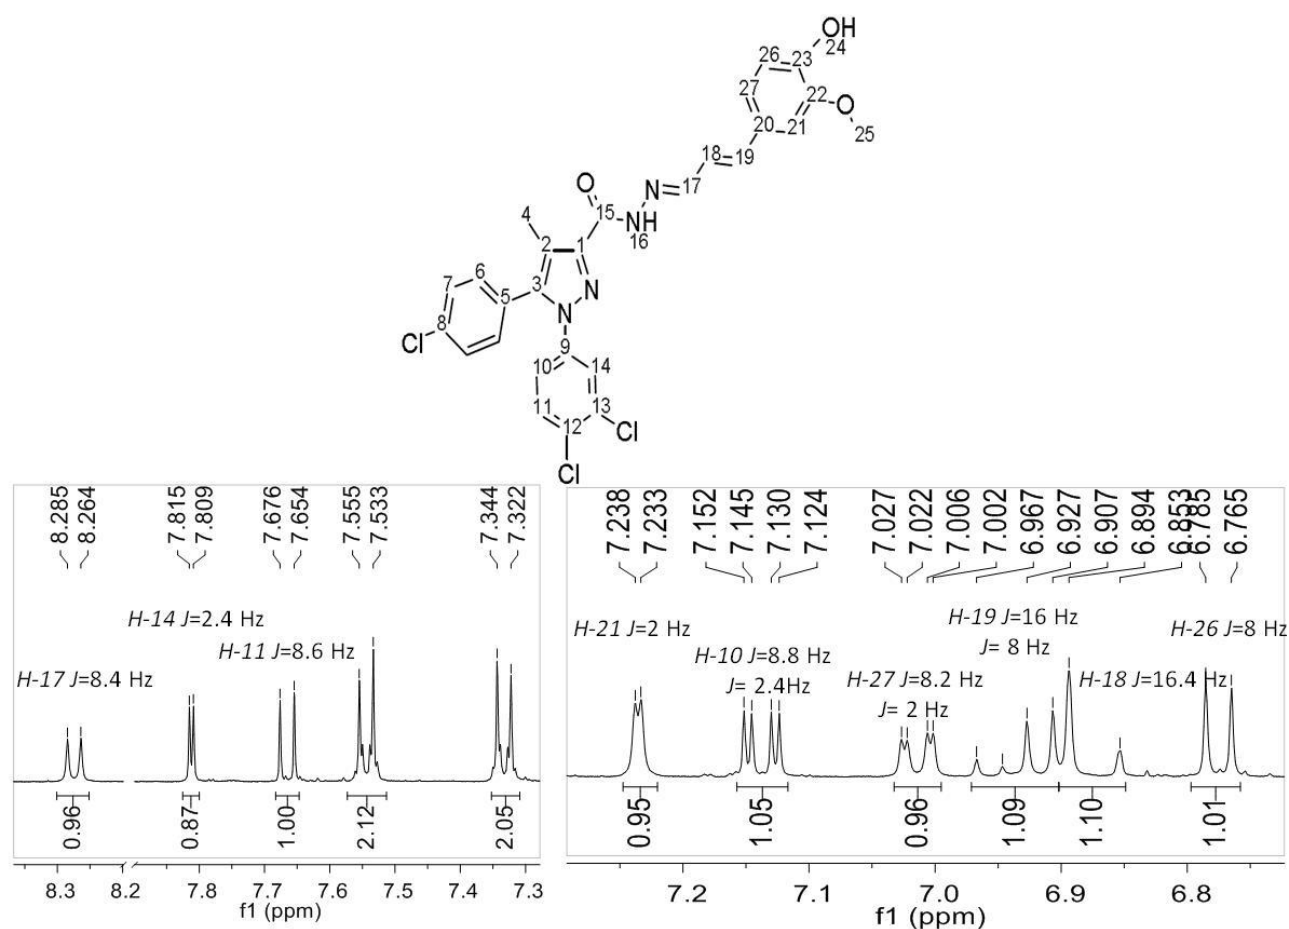 OH
24
26
23
27
22
O
20
21
25
18
19
N
17
O
15
NH
16
4
2
1
6
7
3
N
5
N
8
Cl
9
10
14
11
13
12
Cl
Cl
8.285
8.264
7.815
7.809
7.676
7.654
7.555
7.533
7.344
7.322
H-14 J=2.4 Hz
H-11 J=8.6 Hz
H-17 J=8.4 Hz
0.96
0.87
1.00
2.12
2.05
8.3 8.2 7.8 7.7 7.6 7.5 7.4 7.3
f1 (ppm)
7.238
7.233
7.152
7.145
7.130
7.124
7.027
7.022
7.006
7.002
6.967
6.927
6.907
6.894
6.853
6.785
6.765
H-21 J=2 Hz
H-10 J=8.8 Hz
J= 2.4Hz
H-27 J=8.2 Hz
J= 2 Hz
H-19 J=16 Hz
J= 8 Hz
H-18 J=16.4 Hz
H-26 J=8 Hz
0.95
1.05
0.96
1.09
1.10
1.01
7.2 7.1 7.0 6.9 6.8
f1 (ppm)